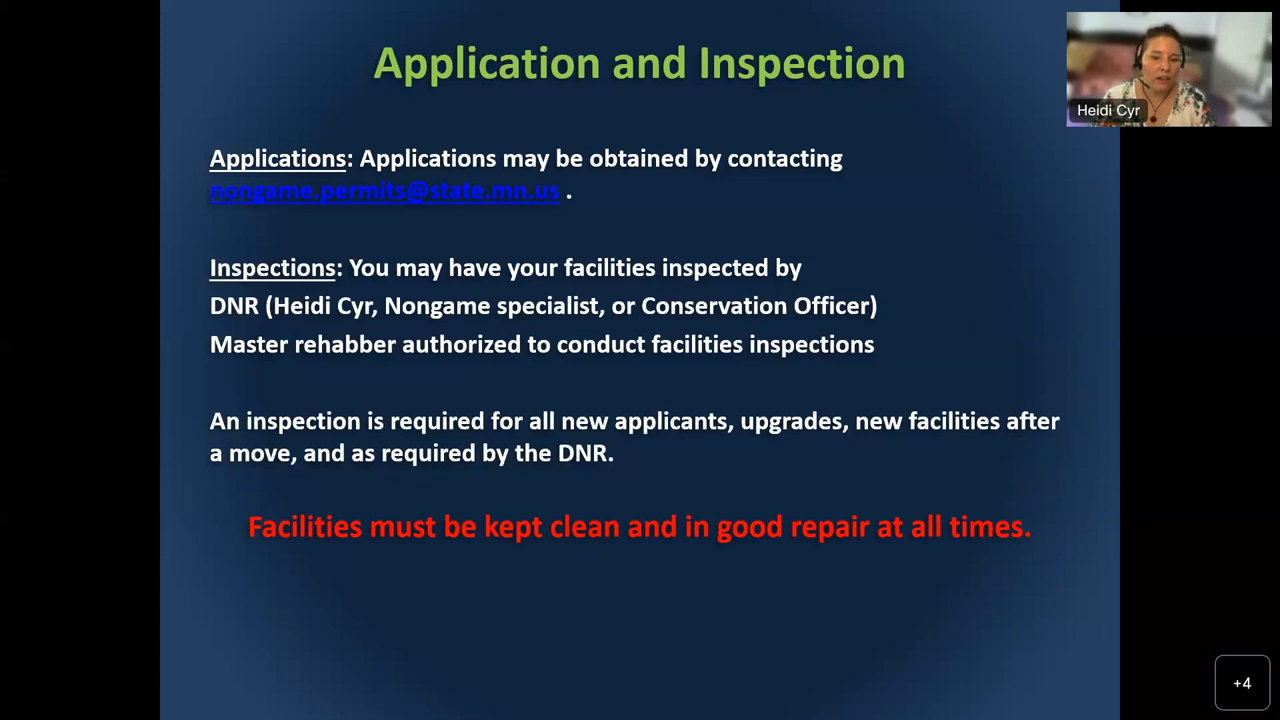 Application and Inspection
Heidi Cyr
Applications: Applications may be obtained by contacting
nongame.permits@state.mn.us .
Inspections: You may have your facilities inspected by
DNR (Heidi Cyr, Nongame specialist, or Conservation Officer)
Master rehabber authorized to conduct facilities inspections
An inspection is required for all new applicants, upgrades, new facilities after
a move, and as required by the DNR.
Facilities must be kept clean and in good repair at all times.
+4